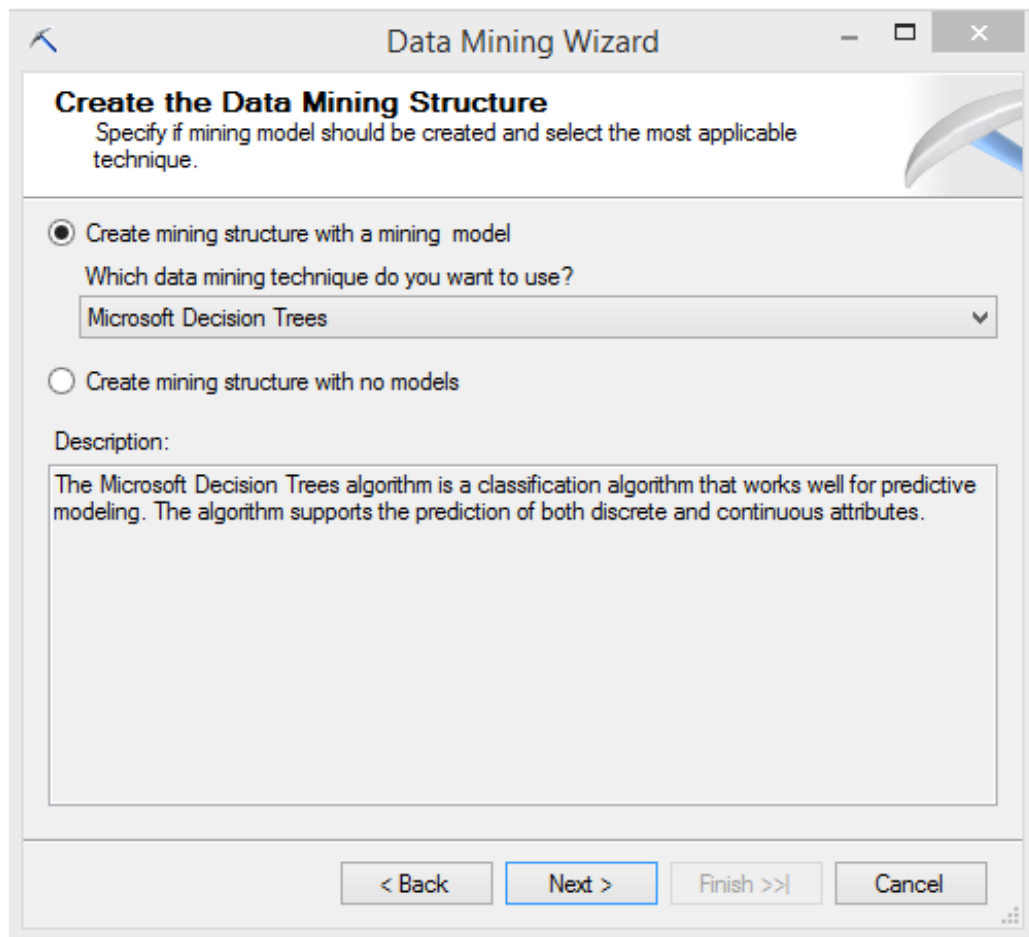 Data Mining Wizard
Create the Data Mining Structure
Specify if mining model should be created and select the most applicable
technique.
Create mining structure with a mining model
Which data mining technique do you want to use?
Microsoft Decision Trees
Create mining structure with no models
Description:
The Microsoft Decision Trees algorithm is a classification algorithm that works well for predictive
modeling. The algorithm supports the prediction of both discrete and continuous attributes.
< Back Next > Finish >>| Cancel